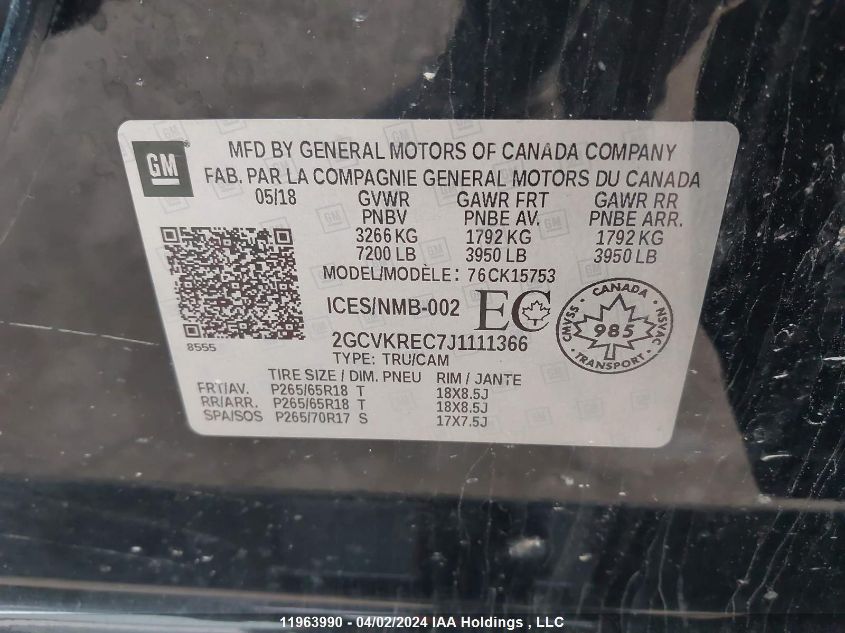 GM
MFD BY GENERAL MOTORS OF CANADA COMPANY
FAB. PAR LA COMPAGNIE GENERAL MOTORS DU CANADA
05/18 GVWR GAWR FRT GAWR RR
PNBV PNBE AV. PNBE ARR.
3266 KG 1792 KG 1792 KG
7200 LB 3950 LB 3950 LB
MODEL/MODÈLE: 76CK15753
ICES/NMB-002 EC
CANADA
CMVSS 985 NSVAC
TRANSPORT
8555
2GCVKREC7J1111366
TYPE: TRU/CAM
TIRE SIZE / DIM. PNEU RIM / JANTE
FRT/AV. P265/65R18 T 18X8.5J
RR/ARR. P265/65R18 T 18X8.5J
SPA/SOS P265/70R17 S 17X7.5J
11963990 - 04/02/2024 IAA Holdings , LLC